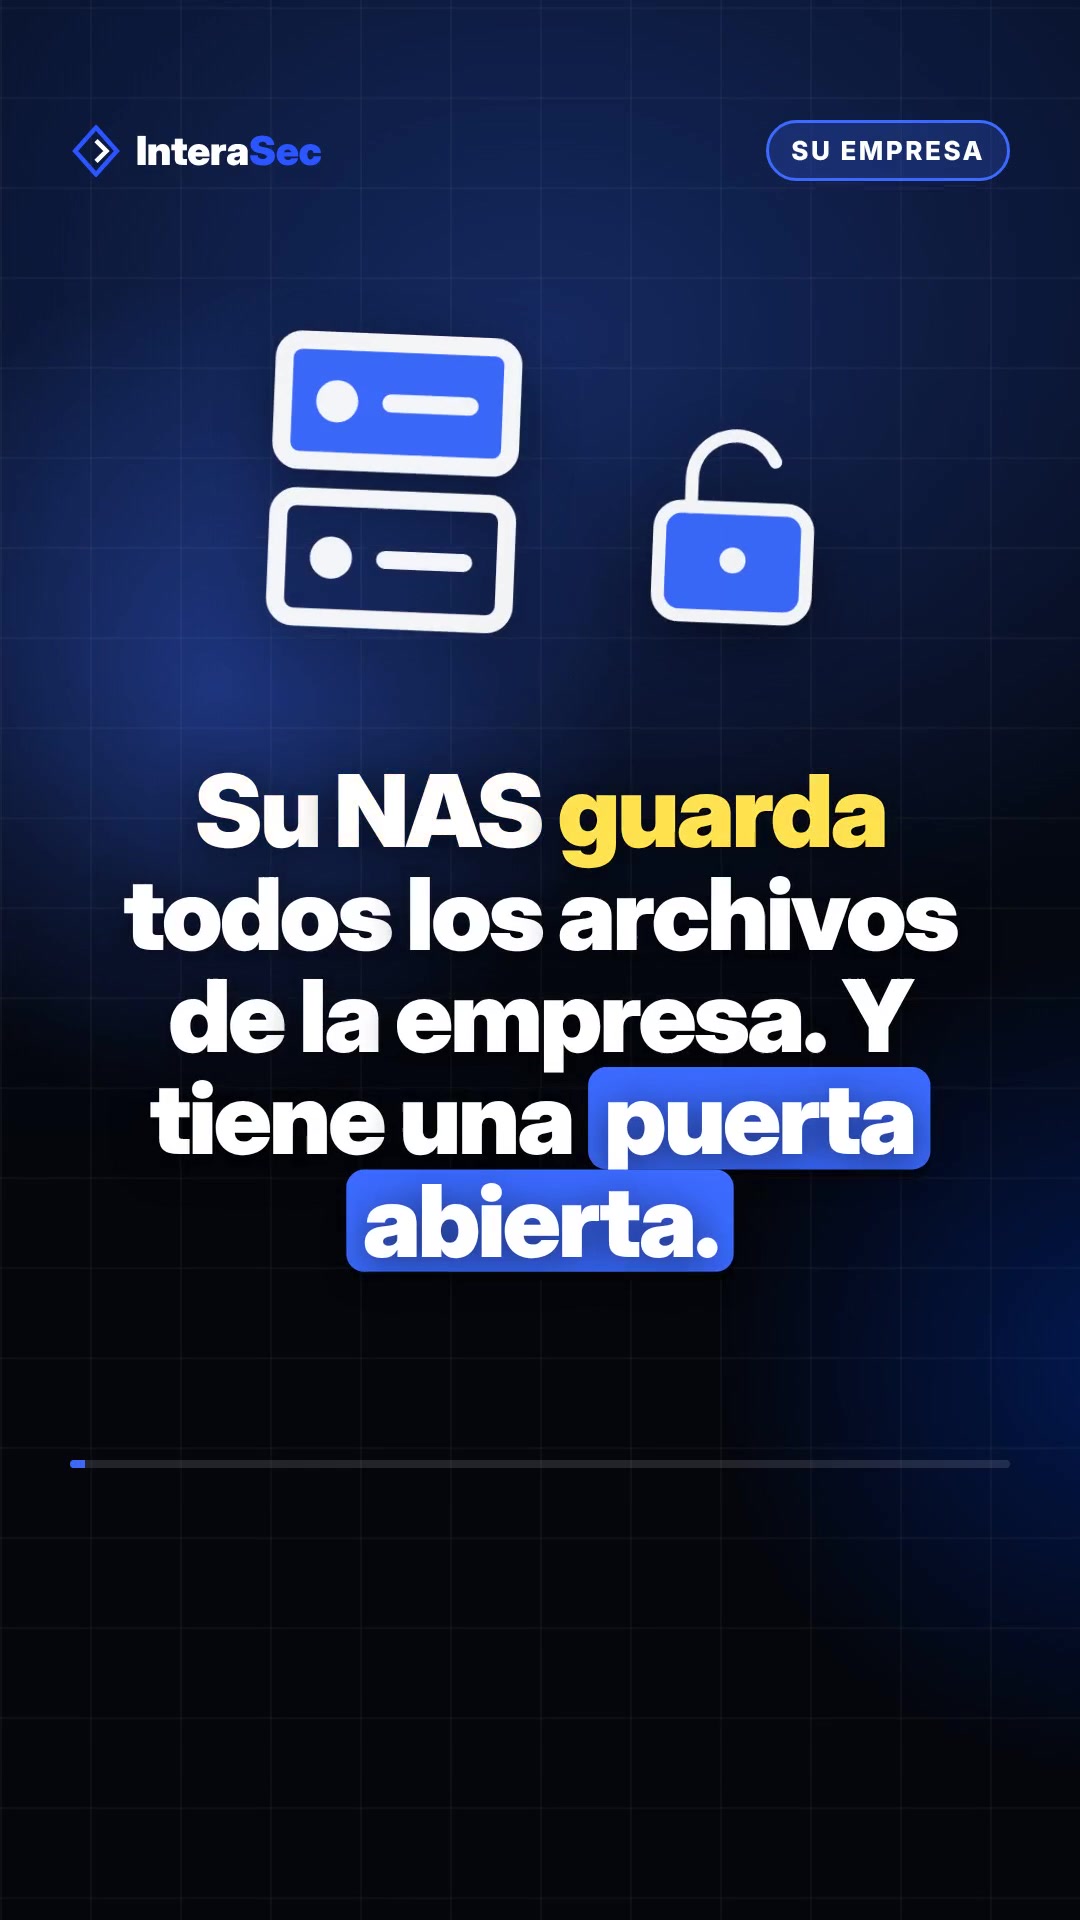 InteraSec
SU EMPRESA
Su NAS guarda
todos los archivos
de la empresa. Y
tiene una puerta
abierta.